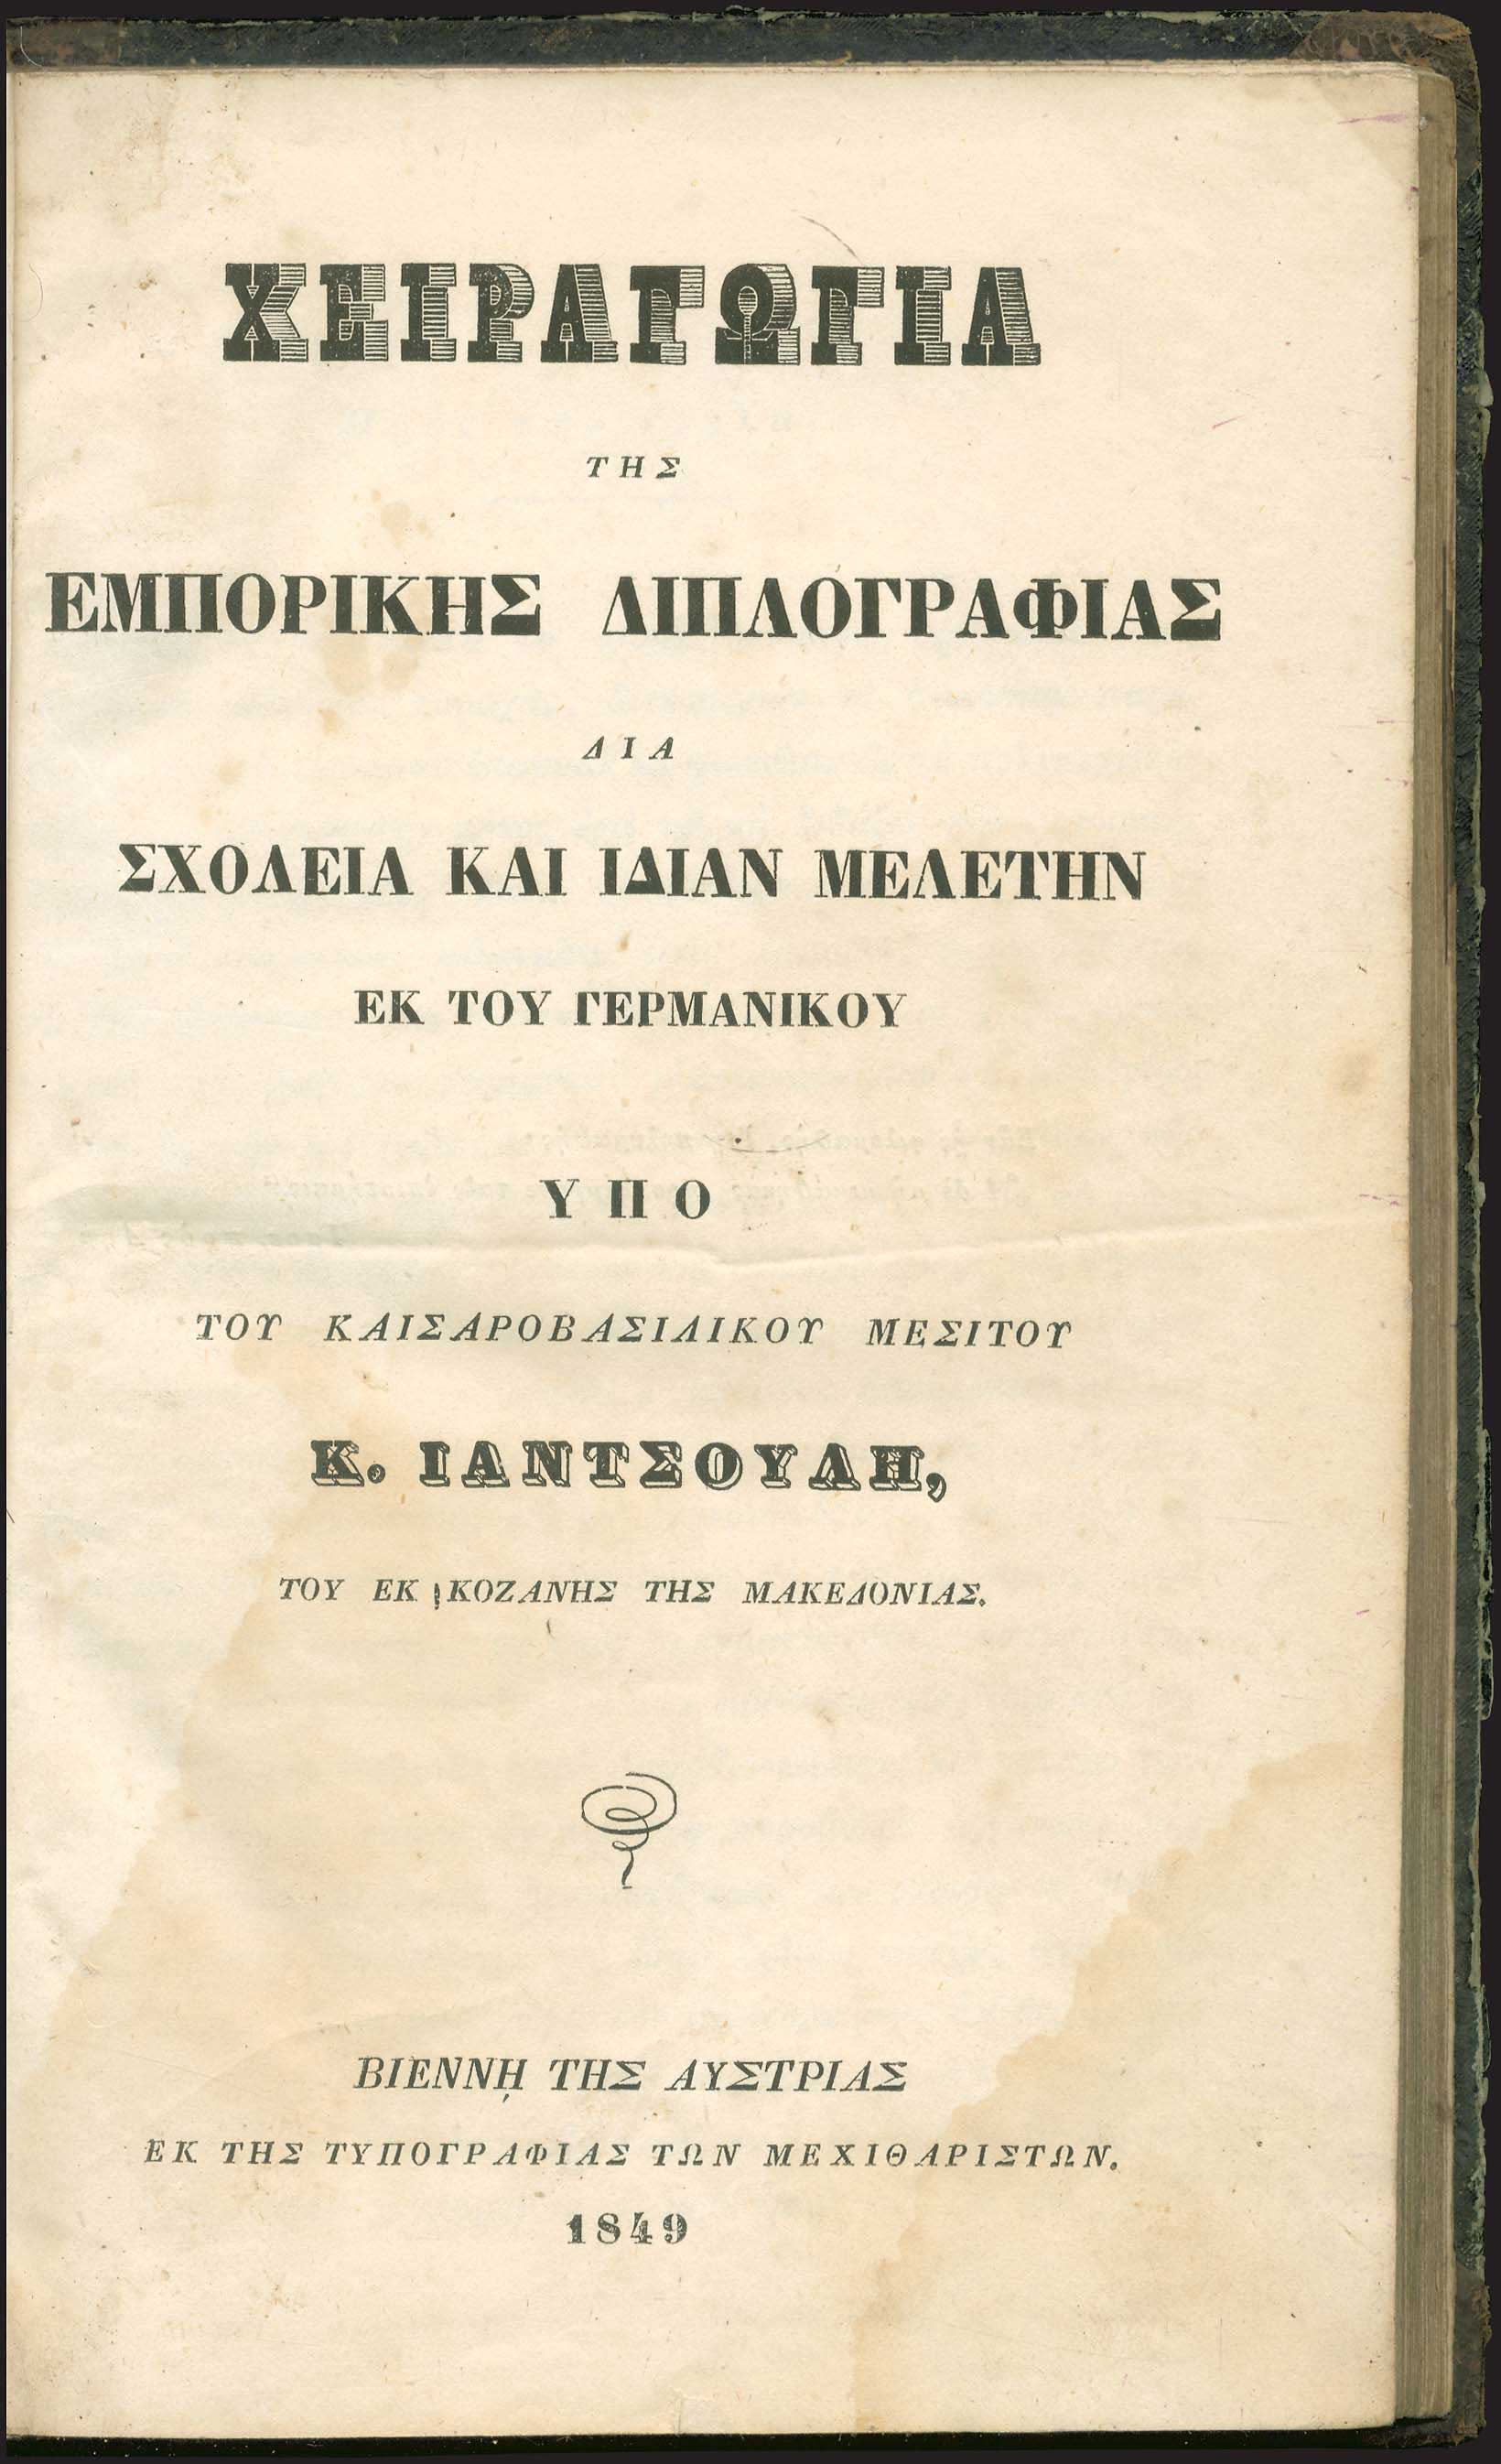 ΧΕΙΡΑΓΩΓΙΑ
ΤΗΣ
ΕΜΠΟΡΙΚΗΣ ΔΙΠΛΟΓΡΑΦΙΑΣ
ΔΙΑ
ΣΧΟΛΕΙΑ ΚΑΙ ΙΔΙΑΝ ΜΕΛΕΤΗΝ
ΕΚ ΤΟΥ ΓΕΡΜΑΝΙΚΟΥ
ΥΠΟ
ΤΟΥ ΚΑΙΣΑΡΟΒΑΣΙΛΙΚΟΥ ΜΕΣΙΤΟΥ
Κ. ΙΑΝΤΣΟΥΛΗ,
ΤΟΥ ΕΚ ΚΟΖΑΝΗΣ ΤΗΣ ΜΑΚΕΔΟΝΙΑΣ.
ΒΙΕΝΝῌ ΤΗΣ ΑΥΣΤΡΙΑΣ
ΕΚ ΤΗΣ ΤΥΠΟΓΡΑΦΙΑΣ ΤΩΝ ΜΕΧΙΘΑΡΙΣΤΩΝ.
1849